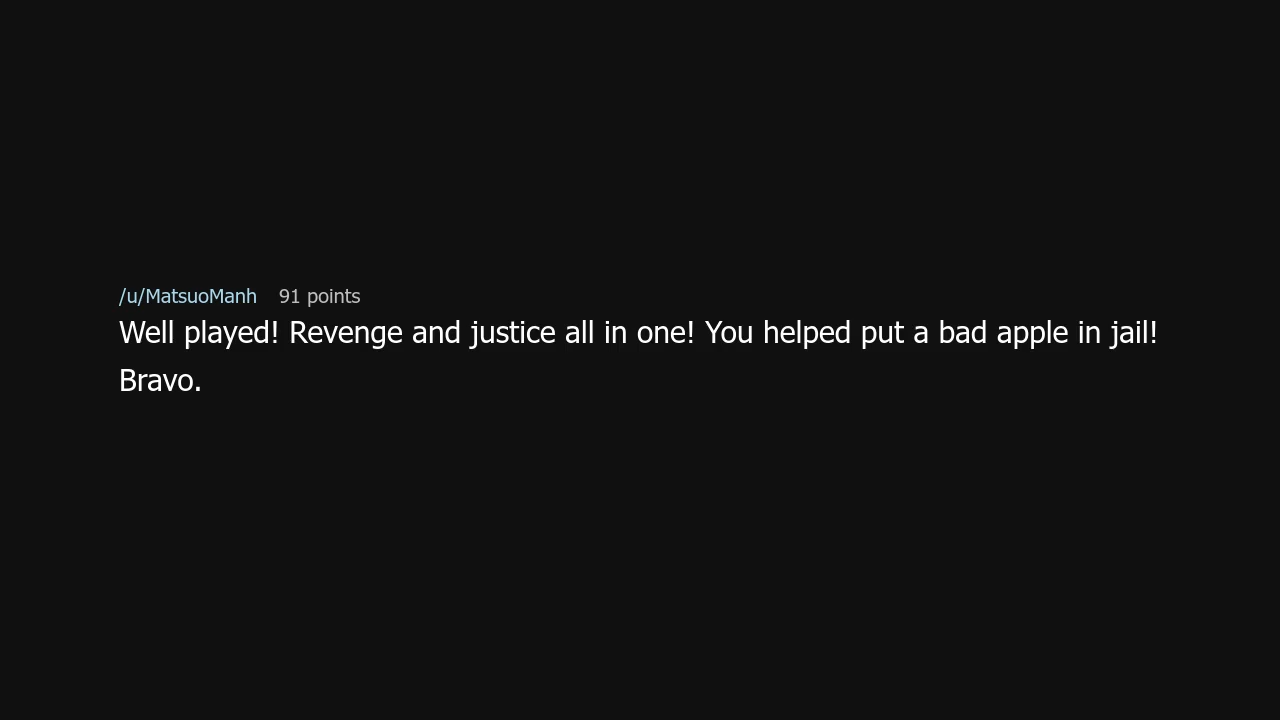 /u/MatsuoManh 91 points
Well played! Revenge and justice all in one! You helped put a bad apple in jail!
Bravo.